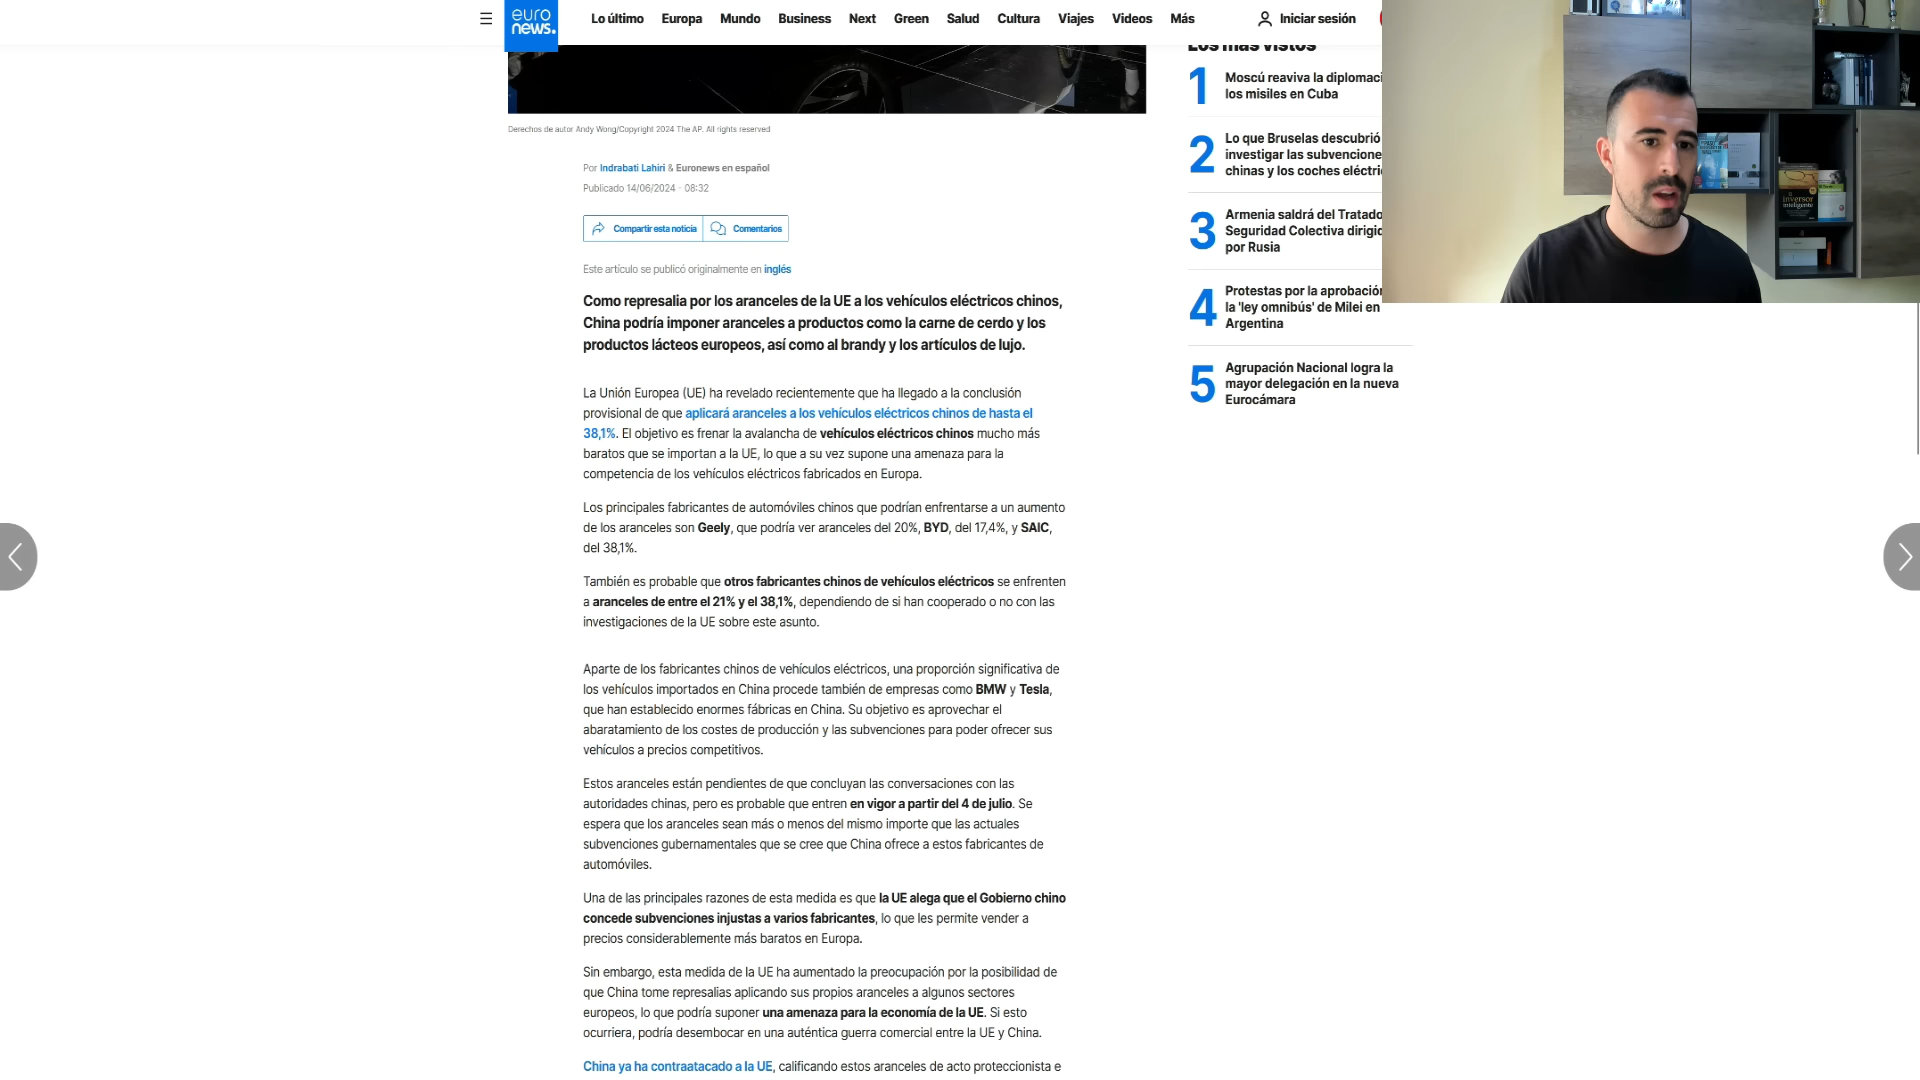 euro
news.
Lo último Europa Mundo Business Next Green Salud Cultura Viajes Videos Más
Iniciar sesión
Los más vistos
Derechos de autor Andy Wong/Copyright 2024 The AP. All rights reserved
Por Indrabati Lahiri & Euronews en español
Publicado 14/06/2024 - 08:32
Compartir esta noticia Comentarios
Este artículo se publicó originalmente en inglés
Como represalia por los aranceles de la UE a los vehículos eléctricos chinos,
China podría imponer aranceles a productos como la carne de cerdo y los
productos lácteos europeos, así como al brandy y los artículos de lujo.
La Unión Europea (UE) ha revelado recientemente que ha llegado a la conclusión
provisional de que aplicará aranceles a los vehículos eléctricos chinos de hasta el
38,1%. El objetivo es frenar la avalancha de vehículos eléctricos chinos mucho más
baratos que se importan a la UE, lo que a su vez supone una amenaza para la
competencia de los vehículos eléctricos fabricados en Europa.
Los principales fabricantes de automóviles chinos que podrían enfrentarse a un aumento
de los aranceles son Geely, que podría ver aranceles del 20%, BYD, del 17,4%, y SAIC,
del 38,1%.
También es probable que otros fabricantes chinos de vehículos eléctricos se enfrenten
a aranceles de entre el 21% y el 38,1%, dependiendo de si han cooperado o no con las
investigaciones de la UE sobre este asunto.
Aparte de los fabricantes chinos de vehículos eléctricos, una proporción significativa de
los vehículos importados en China procede también de empresas como BMW y Tesla,
que han establecido enormes fábricas en China. Su objetivo es aprovechar el
abaratamiento de los costes de producción y las subvenciones para poder ofrecer sus
vehículos a precios competitivos.
Estos aranceles están pendientes de que concluyan las conversaciones con las
autoridades chinas, pero es probable que entren en vigor a partir del 4 de julio. Se
espera que los aranceles sean más o menos del mismo importe que las actuales
subvenciones gubernamentales que se cree que China ofrece a estos fabricantes de
automóviles.
Una de las principales razones de esta medida es que la UE alega que el Gobierno chino
concede subvenciones injustas a varios fabricantes, lo que les permite vender a
precios considerablemente más baratos en Europa.
Sin embargo, esta medida de la UE ha aumentado la preocupación por la posibilidad de
que China tome represalias aplicando sus propios aranceles a algunos sectores
europeos, lo que podría suponer una amenaza para la economía de la UE. Si esto
ocurriera, podría desembocar en una auténtica guerra comercial entre la UE y China.
China ya ha contraatacado a la UE, calificando estos aranceles de acto proteccionista e
1 Moscú reaviva la diplomaci
los misiles en Cuba
2 Lo que Bruselas descubrió
investigar las subvencione
chinas y los coches eléctri
3 Armenia saldrá del Tratado
Seguridad Colectiva dirigid
por Rusia
4 Protestas por la aprobación
la 'ley omnibús' de Milei en
Argentina
5 Agrupación Nacional logra la
mayor delegación en la nueva
Eurocámara
inversor
inteligente